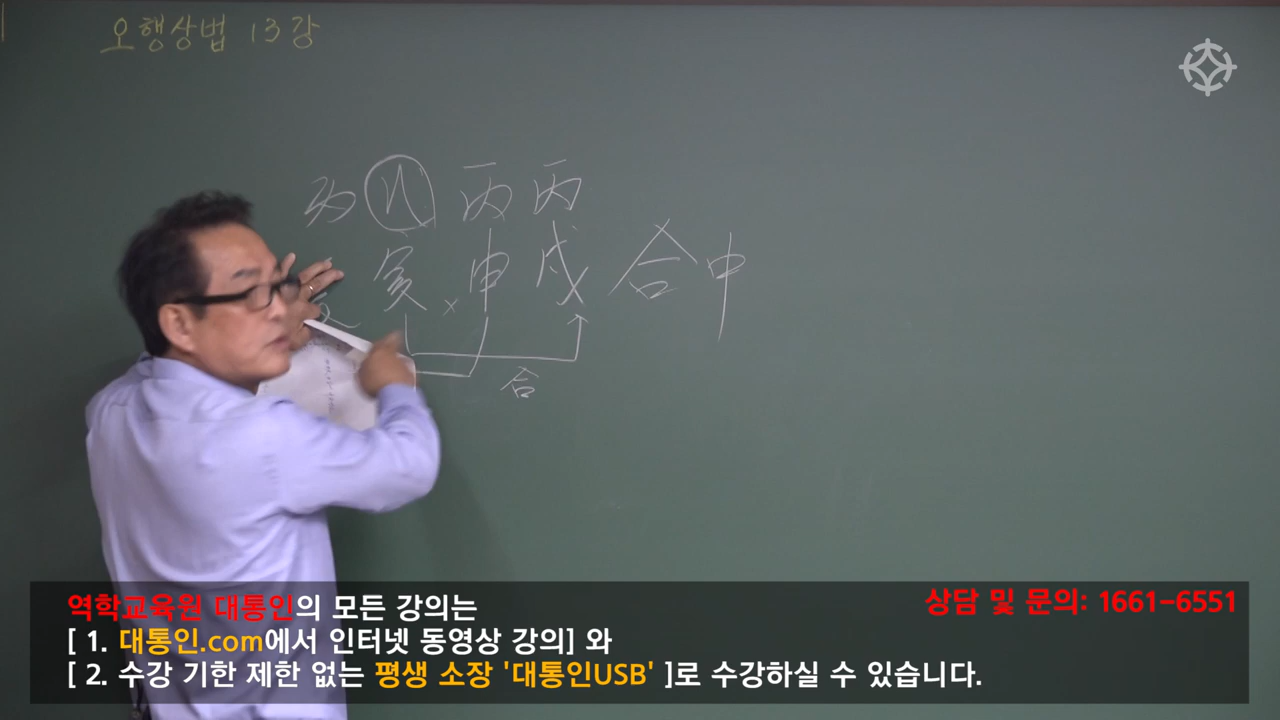 오행상법 13강
丙 丙 丙
亥 × 申 戌 合中
合
역학교육원 대통인의 모든 강의는
상담 및 문의: 1661-6551
[ 1. 대통인.com에서 인터넷 동영상 강의] 와
[ 2. 수강 기한 제한 없는 평생 소장 '대통인USB' ]로 수강하실 수 있습니다.